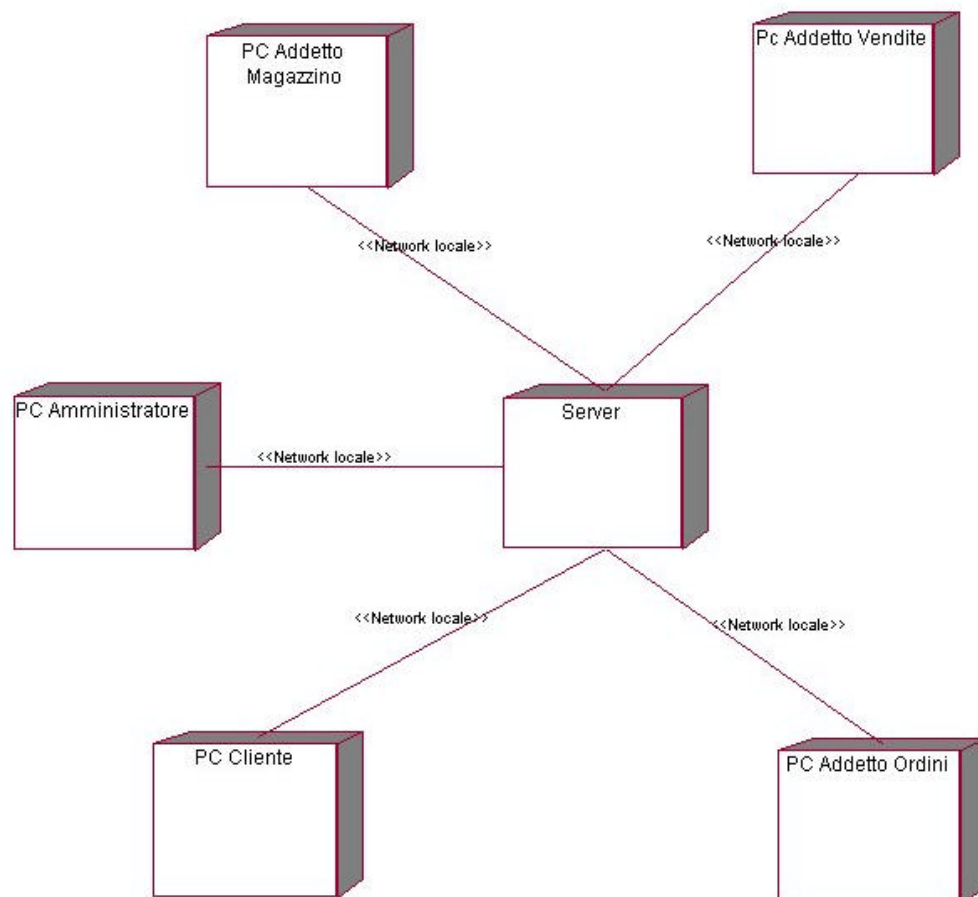 PC Addetto
Magazzino
Pc Addetto Vendite
<<Network locale>>
<<Network locale>>
PC Amministratore
Server
<<Network locale>>
<<Network locale>>
<<Network locale>>
PC Cliente
PC Addetto Ordini